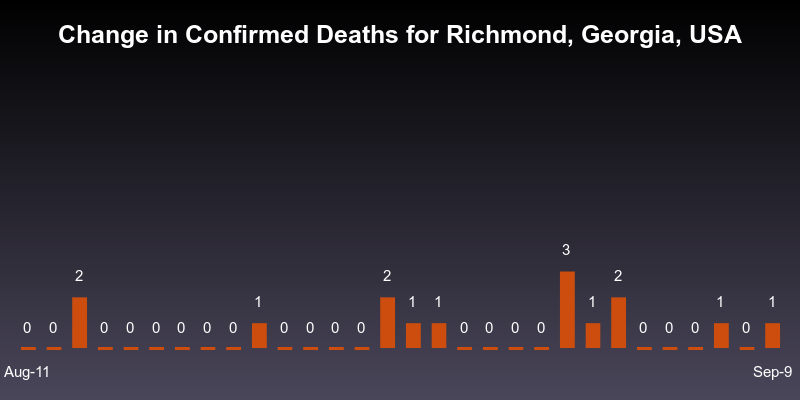 Change in Confirmed Deaths for Richmond, Georgia, USA
3
2 2 2
1 1 1 1 1 1
0 0 0 0 0 0 0 0 0 0 0 0 0 0 0 0 0 0 0 0
Aug-11 Sep-9